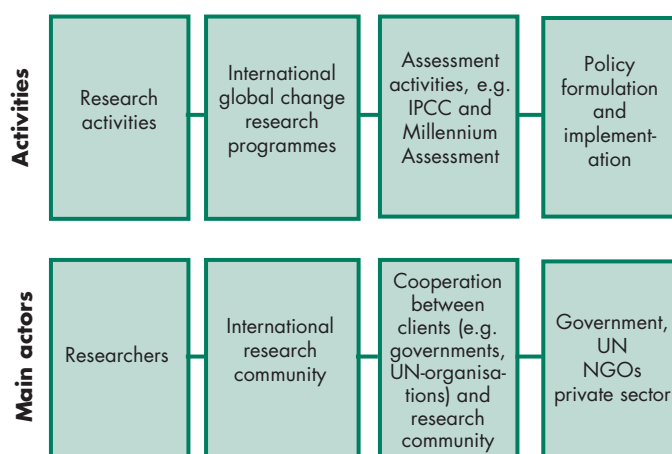 Activities
Research
activities
International
global change
research
programmes
Assessment
activities, e.g.
IPCC and
Millennium
Assessment
Policy
formulation
and
implement-
ation
Main actors
Researchers
International
research
community
Cooperation
between
clients (e.g.
governments,
UN-organisa-
tions) and
research
community
Government,
UN
NGOs
private sector